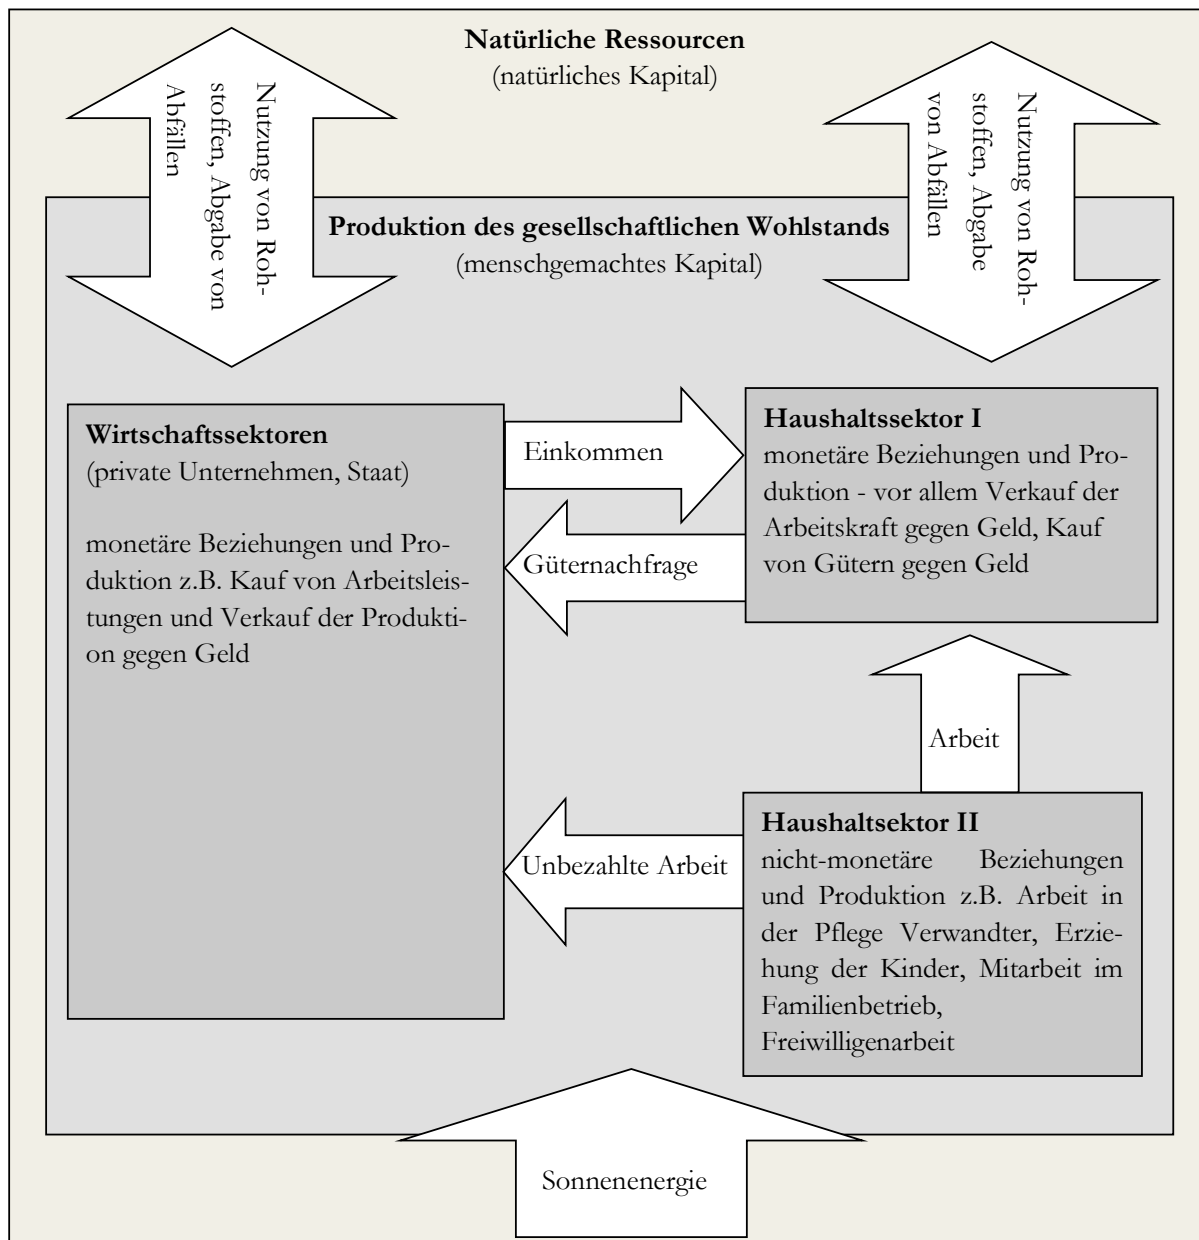 Natürliche Ressourcen
(natürliches Kapital)
Nutzung von Roh-
stoffen, Abgabe von
Abfällen
Nutzung von Roh-
stoffen, Abgabe
von Abfällen
Produktion des gesellschaftlichen Wohlstands
(menschgemachtes Kapital)
Wirtschaftssektoren
(private Unternehmen, Staat)
monetäre Beziehungen und Pro-
duktion z.B. Kauf von Arbeitsleis-
tungen und Verkauf der Produkti-
on gegen Geld
Einkommen
Güternachfrage
Haushaltssektor I
monetäre Beziehungen und Pro-
duktion - vor allem Verkauf der
Arbeitskraft gegen Geld, Kauf
von Gütern gegen Geld
Arbeit
Unbezahlte Arbeit
Haushaltsektor II
nicht-monetäre Beziehungen
und Produktion z.B. Arbeit in
der Pflege Verwandter, Erzie-
hung der Kinder, Mitarbeit im
Familienbetrieb,
Freiwilligenarbeit
Sonnenenergie